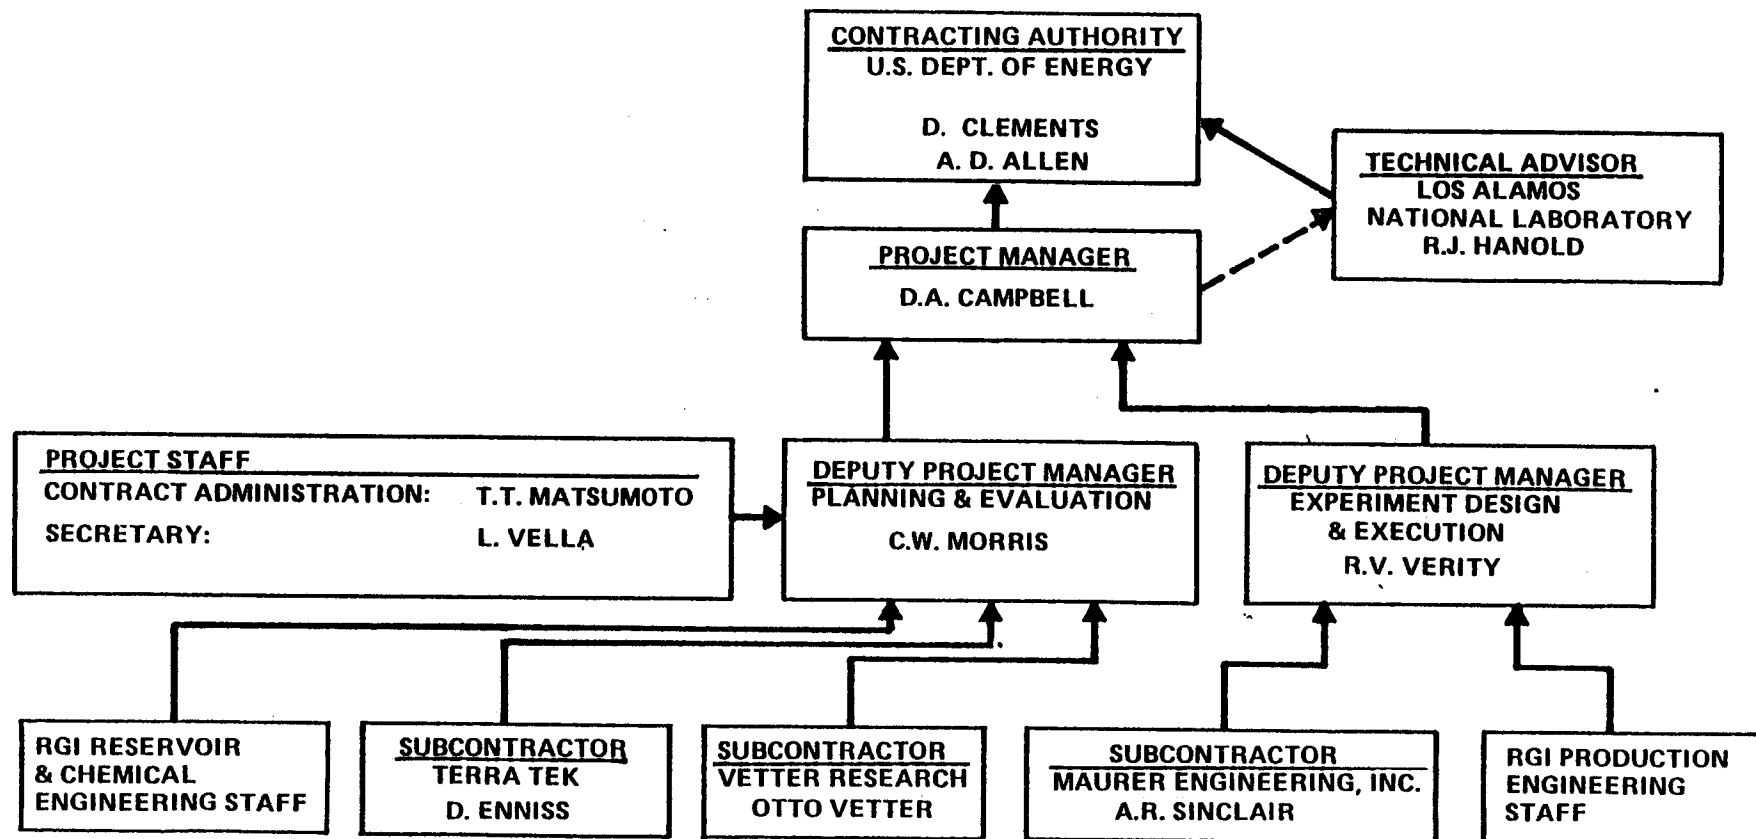 CONTRACTING AUTHORITY
U.S. DEPT. OF ENERGY
D. CLEMENTS
A. D. ALLEN
TECHNICAL ADVISOR
LOS ALAMOS
NATIONAL LABORATORY
R.J. HANOLD
PROJECT MANAGER
D.A. CAMPBELL
PROJECT STAFF
CONTRACT ADMINISTRATION: T.T. MATSUMOTO
SECRETARY: L. VELLA
DEPUTY PROJECT MANAGER
PLANNING & EVALUATION
C.W. MORRIS
DEPUTY PROJECT MANAGER
EXPERIMENT DESIGN
& EXECUTION
R.V. VERITY
RGI RESERVOIR
& CHEMICAL
ENGINEERING STAFF
SUBCONTRACTOR
TERRA TEK
D. ENNISS
SUBCONTRACTOR
VETTER RESEARCH
OTTO VETTER
SUBCONTRACTOR
MAURER ENGINEERING, INC.
A.R. SINCLAIR
RGI PRODUCTION
ENGINEERING
STAFF